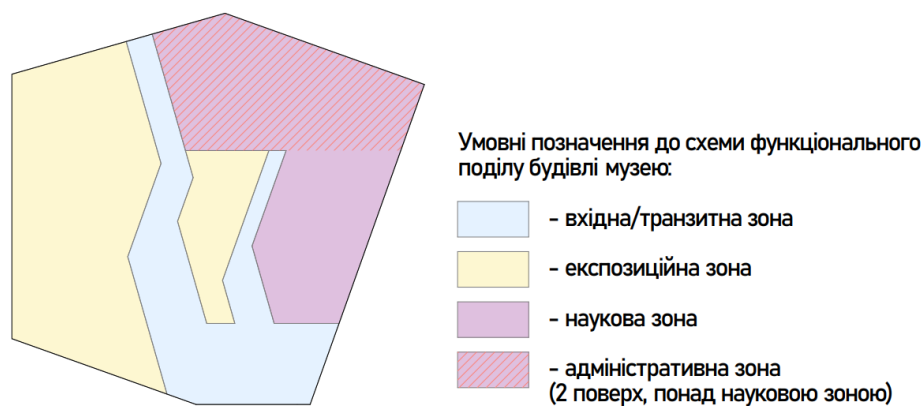 Умовні позначення до схеми функціонального
поділу будівлі музею:
- вхідна/транзитна зона
- експозиційна зона
- наукова зона
- адміністративна зона
(2 поверх, понад науковою зоною)